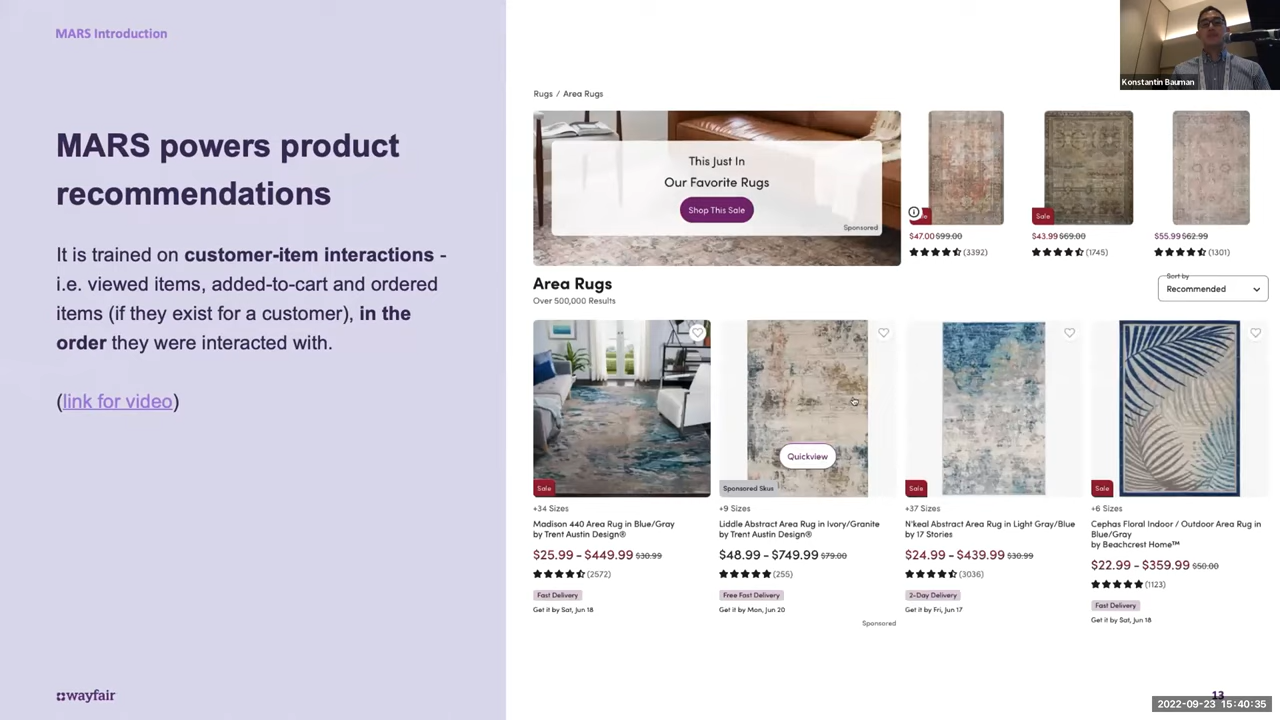 MARS Introduction
MARS powers product
recommendations
It is trained on customer-item interactions -
i.e. viewed items, added-to-cart and ordered
items (if they exist for a customer), in the
order they were interacted with.
(link for video)
wayfair
Konstantin Bauman
Rugs / Area Rugs
This Just In
Our Favorite Rugs
Shop This Sale
Sponsored
$47.00 $99.00
(3392)
Sale
$43.99 $69.00
(1745)
$55.99 $62.99
(1301)
Area Rugs
Over 500,000 Results
Sort by
Recommended
Sale
+34 Sizes
Madison 440 Area Rug in Blue/Gray
by Trent Austin Design®
$25.99 - $449.99 $30.99
(2572)
Fast Delivery
Get it by Sat, Jun 18
Quickview
Sponsored Skus
+9 Sizes
Liddle Abstract Area Rug in Ivory/Granite
by Trent Austin Design®
$48.99 - $749.99 $79.00
(255)
Free Fast Delivery
Get it by Mon, Jun 20
Sponsored
Sale
+37 Sizes
N'keal Abstract Area Rug in Light Gray/Blue
by 17 Stories
$24.99 - $439.99 $30.99
(3036)
2-Day Delivery
Get it by Fri, Jun 17
Sale
+6 Sizes
Cephas Floral Indoor / Outdoor Area Rug in
Blue/Gray
by Beachcrest Home™
$22.99 - $359.99 $50.00
(1123)
Fast Delivery
Get it by Sat, Jun 18
13
2022-09-23 15:40:35